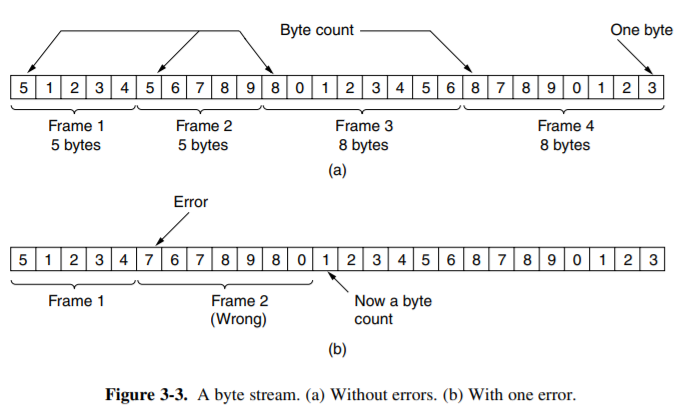 Byte count One byte
5 1 2 3 4 5 6 7 8 9 8 0 1 2 3 4 5 6 8 7 8 9 0 1 2 3
Frame 1 Frame 2 Frame 3 Frame 4
5 bytes 5 bytes 8 bytes 8 bytes
(a)
Error
5 1 2 3 4 7 6 7 8 9 8 0 1 2 3 4 5 6 8 7 8 9 0 1 2 3
Frame 1 Frame 2 Now a byte
(Wrong) count
(b)
Figure 3-3. A byte stream. (a) Without errors. (b) With one error.